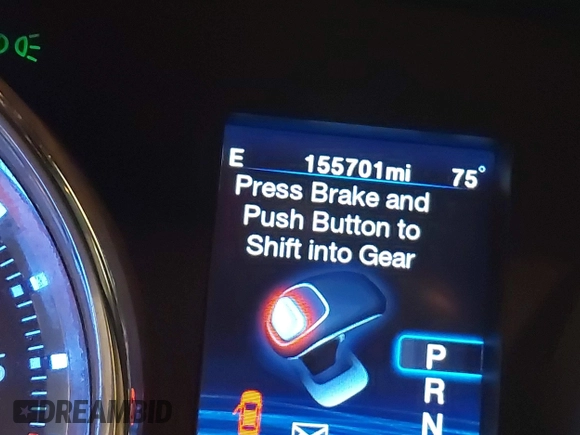 E 155701mi 75°
Press Brake and
Push Button to
Shift into Gear
P
R
N
DREAMBID